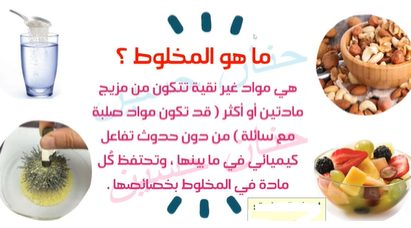 ما هو المخلوط ؟
هي مواد غير نقية تتكون من مزيج
مادتين أو أكثر ( قد تكون مواد صلبة
مع سائلة ) من دون حدوث تفاعل
كيميائي في ما بينها ، وتحتفظ كُل
مادة في المخلوط بخصائصها .